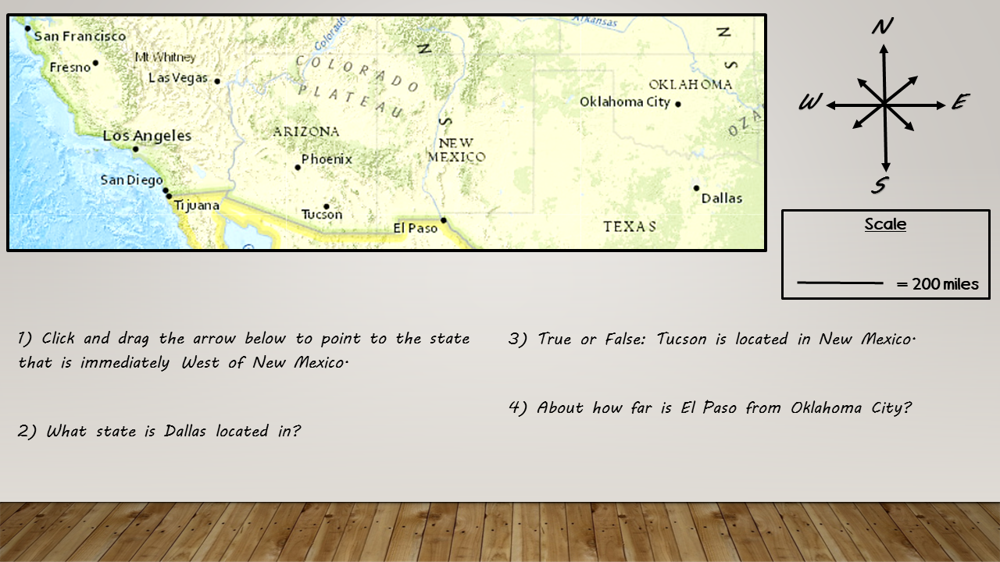 San Francisco
Fresno
Mt Whitney
Las Vegas
Colorado
COLORADO
PLATEAU
N
Arkansas
N
S
OKLAHOMA
Oklahoma City
OZA
Los Angeles
ARIZONA
S
NEW
MEXICO
Phoenix
San Diego
Tijuana
Tucson
El Paso
Dallas
TEXAS
N
W
E
S
Scale
= 200 miles
1) Click and drag the arrow below to point to the state
that is immediately West of New Mexico.
2) What state is Dallas located in?
3) True or False: Tucson is located in New Mexico.
4) About how far is El Paso from Oklahoma City?